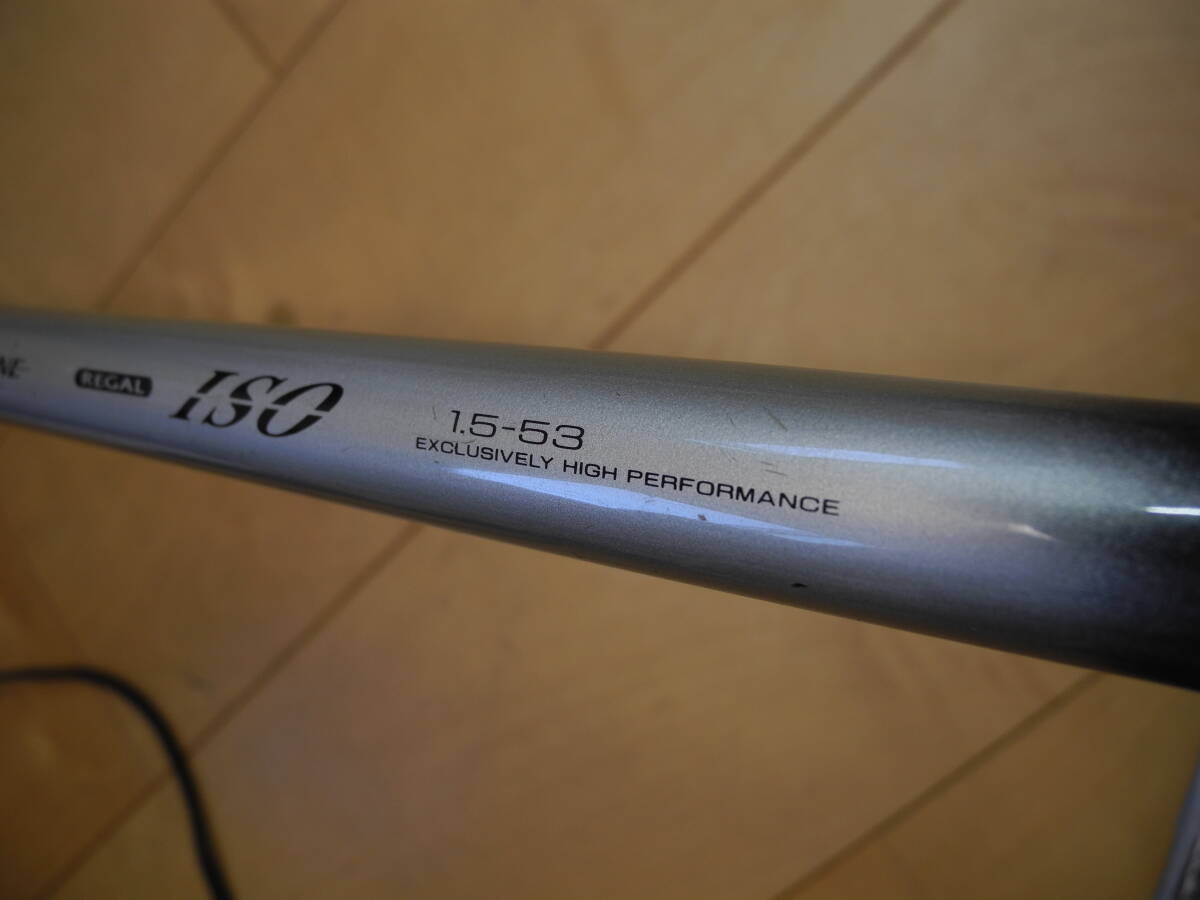 REGAL ISO 1.5-53
EXCLUSIVELY HIGH PERFORMANCE